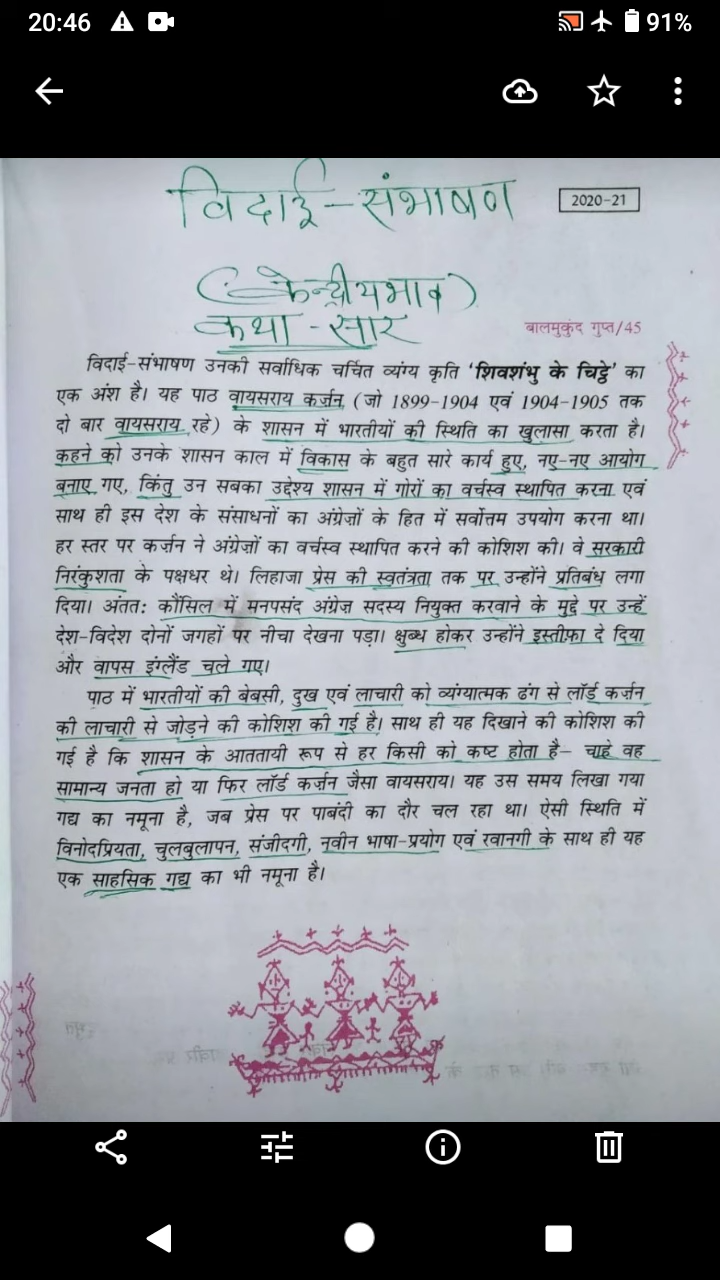 20:46
91%
विदाई-संभाषण
2020-21
(केन्द्रीयभाव)
कथा-सार
बालमुकुंद गुप्त/45
विदाई-संभाषण उनकी सर्वाधिक चर्चित व्यंग्य कृति 'शिवशंभु के चिट्ठे' का
एक अंश है। यह पाठ वायसराय कर्जन (जो 1899-1904 एवं 1904-1905 तक
दो बार वायसराय रहे) के शासन में भारतीयों की स्थिति का खुलासा करता है।
कहने को उनके शासन काल में विकास के बहुत सारे कार्य हुए, नए-नए आयोग
बनाए गए, किंतु उन सबका उद्देश्य शासन में गोरों का वर्चस्व स्थापित करना एवं
साथ ही इस देश के संसाधनों का अंग्रेजों के हित में सर्वोत्तम उपयोग करना था।
हर स्तर पर कर्जन ने अंग्रेजों का वर्चस्व स्थापित करने की कोशिश की। वे सरकारी
निरंकुशता के पक्षधर थे। लिहाजा प्रेस की स्वतंत्रता तक पर उन्होंने प्रतिबंध लगा
दिया। अंततः कौंसिल में मनपसंद अंग्रेज सदस्य नियुक्त करवाने के मुद्दे पर उन्हें
देश-विदेश दोनों जगहों पर नीचा देखना पड़ा। क्षुब्ध होकर उन्होंने इस्तीफ़ा दे दिया
और वापस इंग्लैंड चले गए।
पाठ में भारतीयों की बेबसी, दुख एवं लाचारी को व्यंग्यात्मक ढंग से लॉर्ड कर्जन
की लाचारी से जोड़ने की कोशिश की गई है। साथ ही यह दिखाने की कोशिश की
गई है कि शासन के आततायी रूप से हर किसी को कष्ट होता है- चाहे वह
सामान्य जनता हो या फिर लॉर्ड कर्जन जैसा वायसराय। यह उस समय लिखा गया
गद्य का नमूना है, जब प्रेस पर पाबंदी का दौर चल रहा था। ऐसी स्थिति में
विनोदप्रियता, चुलबुलापन, संजीदगी, नवीन भाषा-प्रयोग एवं रवानगी के साथ ही यह
एक साहसिक गद्य का भी नमूना है।